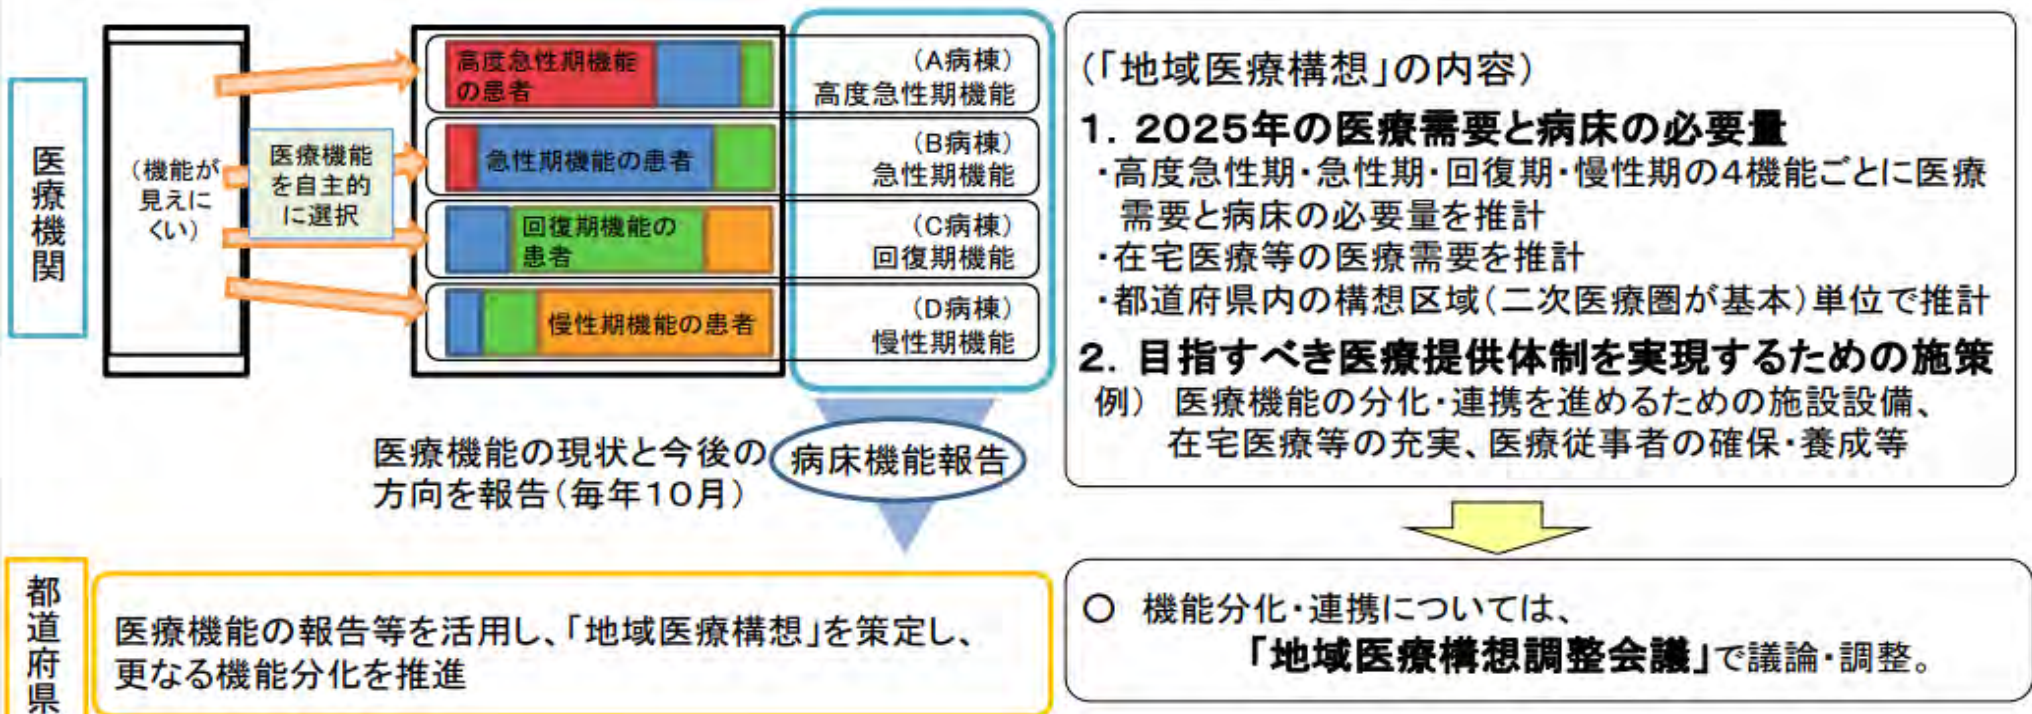 医療機関
(機能が
見えに
くい)
医療機能
を自主的
に選択
高度急性期機能
の患者
(A病棟)
高度急性期機能
急性期機能の患者
(B病棟)
急性期機能
回復期機能の
患者
(C病棟)
回復期機能
慢性期機能の患者
(D病棟)
慢性期機能
医療機能の現状と今後の
方向を報告(毎年10月)
病床機能報告
都道府県
医療機能の報告等を活用し、「地域医療構想」を策定し、
更なる機能分化を推進
(「地域医療構想」の内容)
1. 2025年の医療需要と病床の必要量
・高度急性期・急性期・回復期・慢性期の4機能ごとに医療
需要と病床の必要量を推計
・在宅医療等の医療需要を推計
・都道府県内の構想区域(二次医療圏が基本)単位で推計
2. 目指すべき医療提供体制を実現するための施策
例) 医療機能の分化・連携を進めるための施設設備、
在宅医療等の充実、医療従事者の確保・養成等
○ 機能分化・連携については、
「地域医療構想調整会議」で議論・調整。